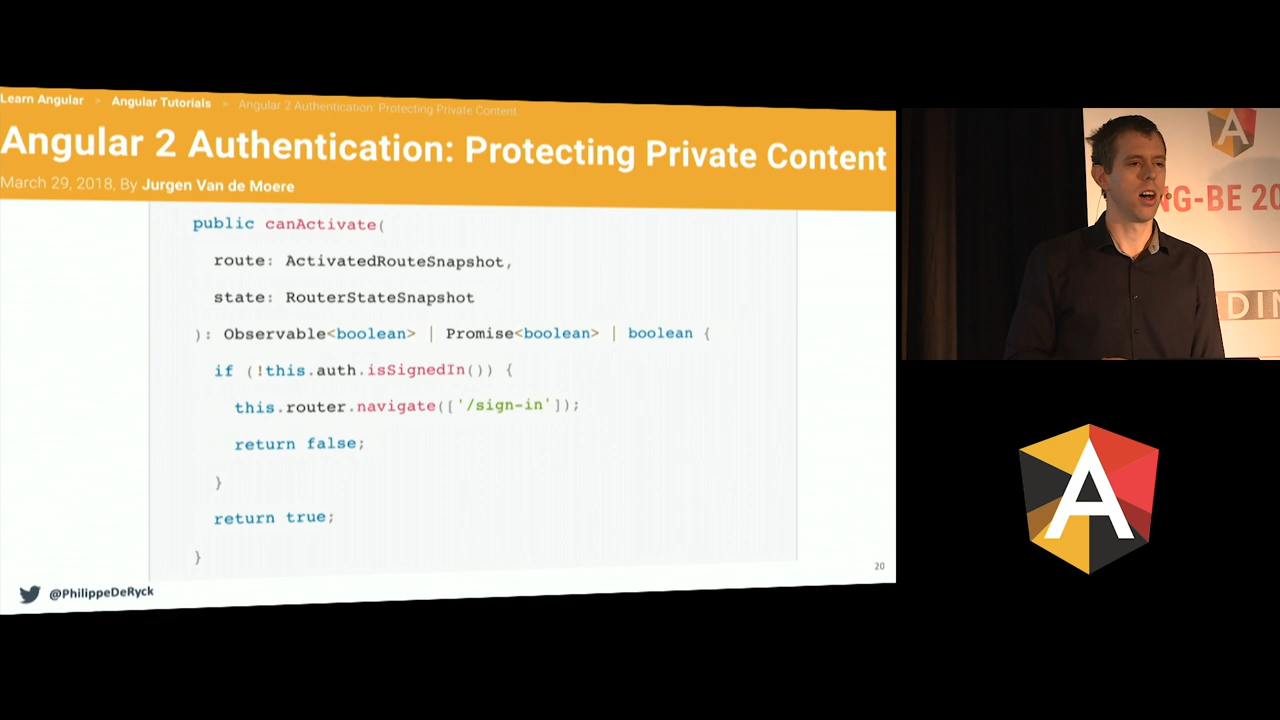 Learn Angular > Angular Tutorials > Angular 2 Authentication: Protecting Private Content
Angular 2 Authentication: Protecting Private Content
March 29, 2018, By Jurgen Van de Moere
public canActivate(
route: ActivatedRouteSnapshot,
state: RouterStateSnapshot
): Observable<boolean> | Promise<boolean> | boolean {
if (!this.auth.isSignedIn()) {
this.router.navigate(['/sign-in']);
return false;
}
return true;
}
20
@PhilippeDeRyck
A
NG-BE 20
DIN
A